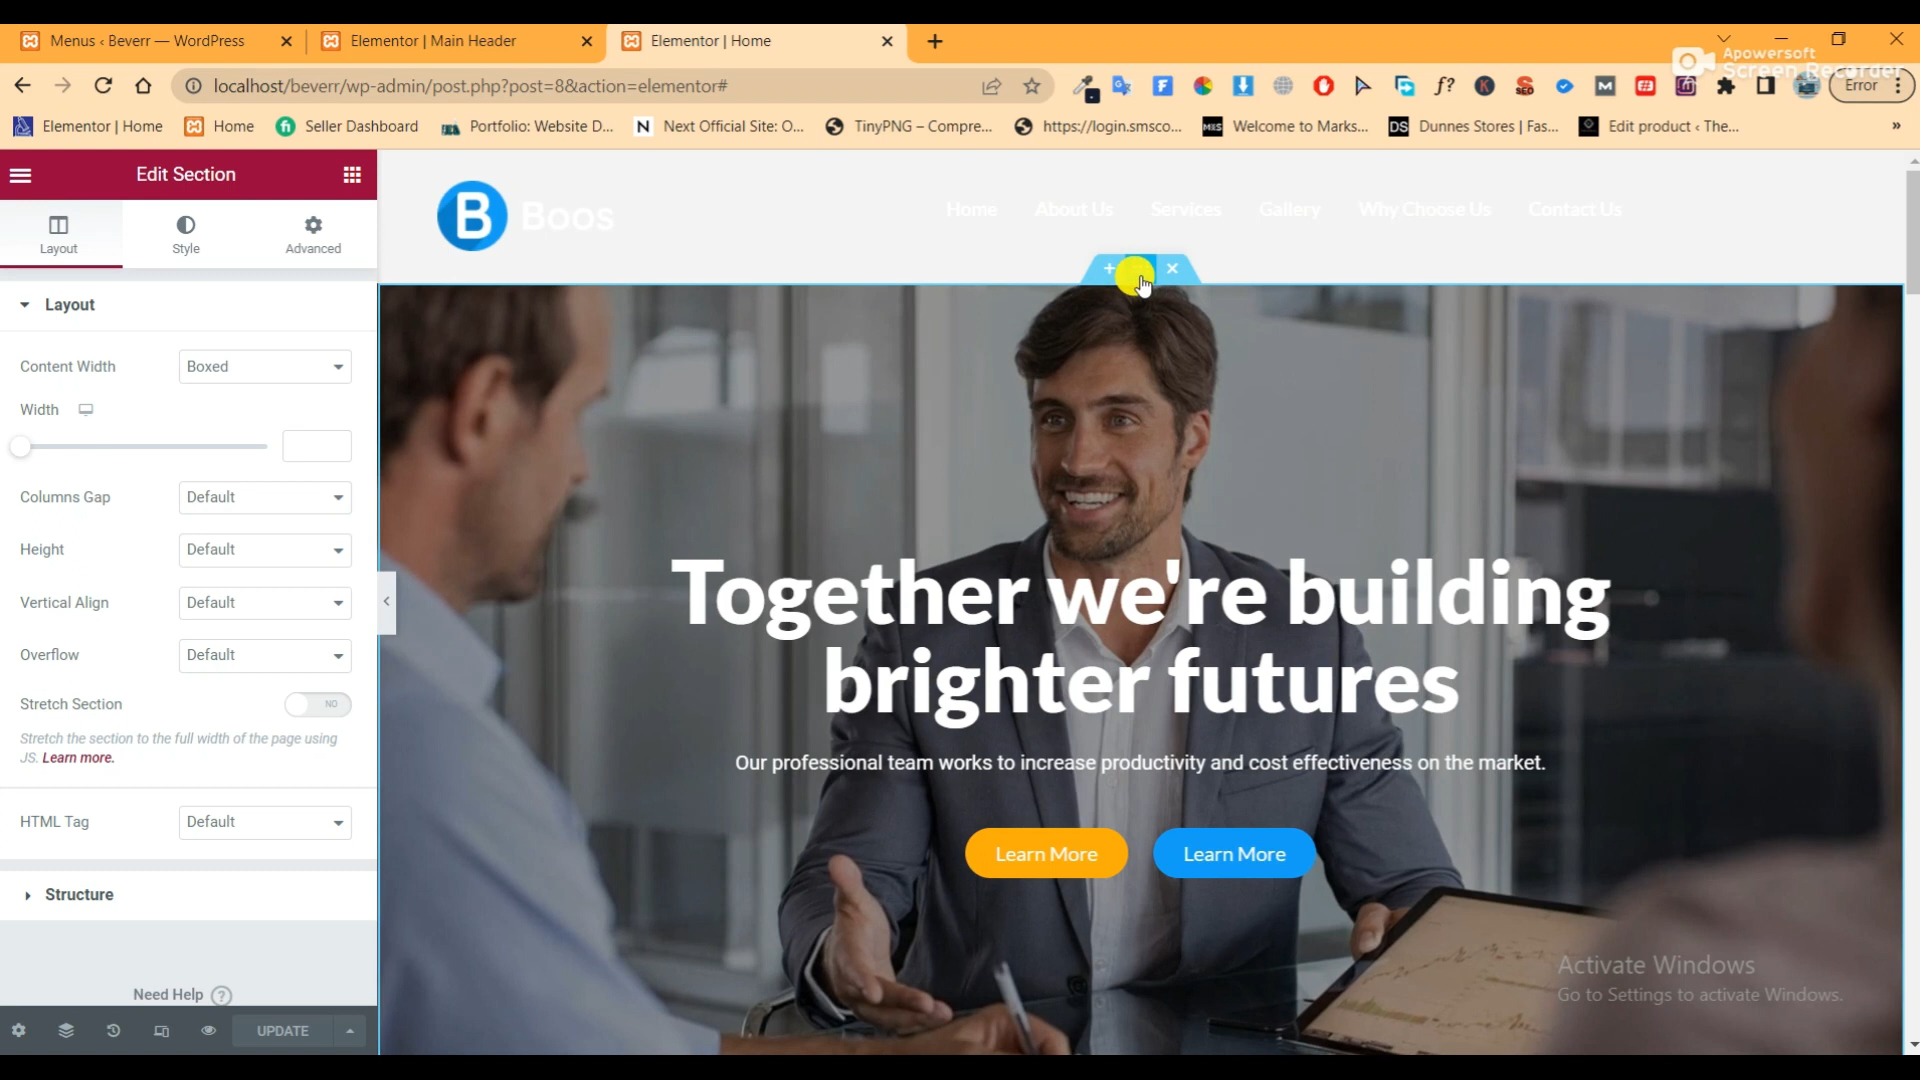 Menus ‹ Beverr — WordPress
Elementor | Main Header
Elementor | Home
Apowersoft
Screen Recorder
localhost/beverr/wp-admin/post.php?post=8&action=elementor#
Error
Elementor | Home
Home
Seller Dashboard
Portfolio: Website D...
Next Official Site: O...
TinyPNG – Compre...
https://login.smsco...
Welcome to Marks...
Dunnes Stores | Fas...
Edit product ‹ The...
Edit Section
Layout
Style
Advanced
B Boos
Home
About Us
Services
Gallery
Why Choose Us
Contact Us
Layout
Content Width
Boxed
Width
Columns Gap
Default
Height
Default
Vertical Align
Default
Overflow
Default
Stretch Section
NO
Stretch the section to the full width of the page using
JS. Learn more.
HTML Tag
Default
Structure
Need Help
UPDATE
Together we're building
brighter futures
Our professional team works to increase productivity and cost effectiveness on the market.
Learn More
Learn More
Activate Windows
Go to Settings to activate Windows.